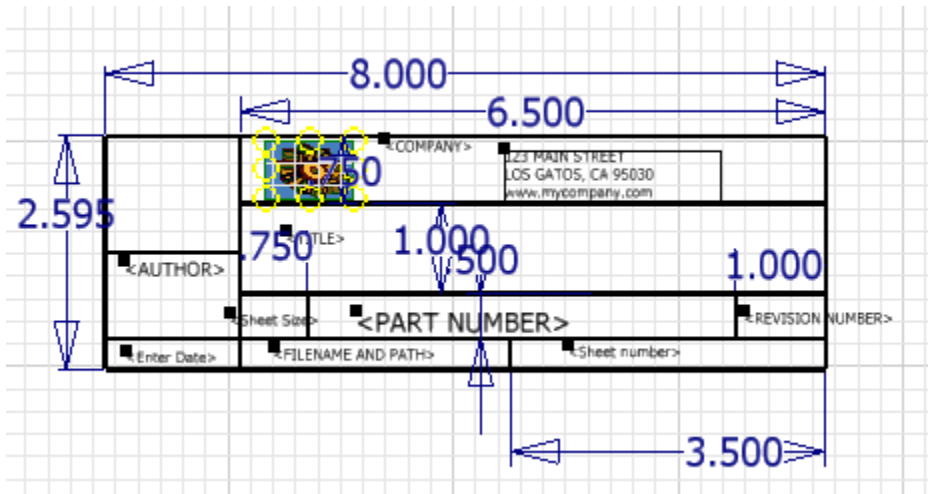 8.000
6.500
<COMPANY>
123 MAIN STREET
LOS GATOS, CA 95030
www.mycompany.com
.750
2.595
<TITLE>
.750
1.000
.500
1.000
<AUTHOR>
<Sheet Size>
<PART NUMBER>
<REVISION NUMBER>
<Enter Date>
<FILENAME AND PATH>
<Sheet number>
3.500